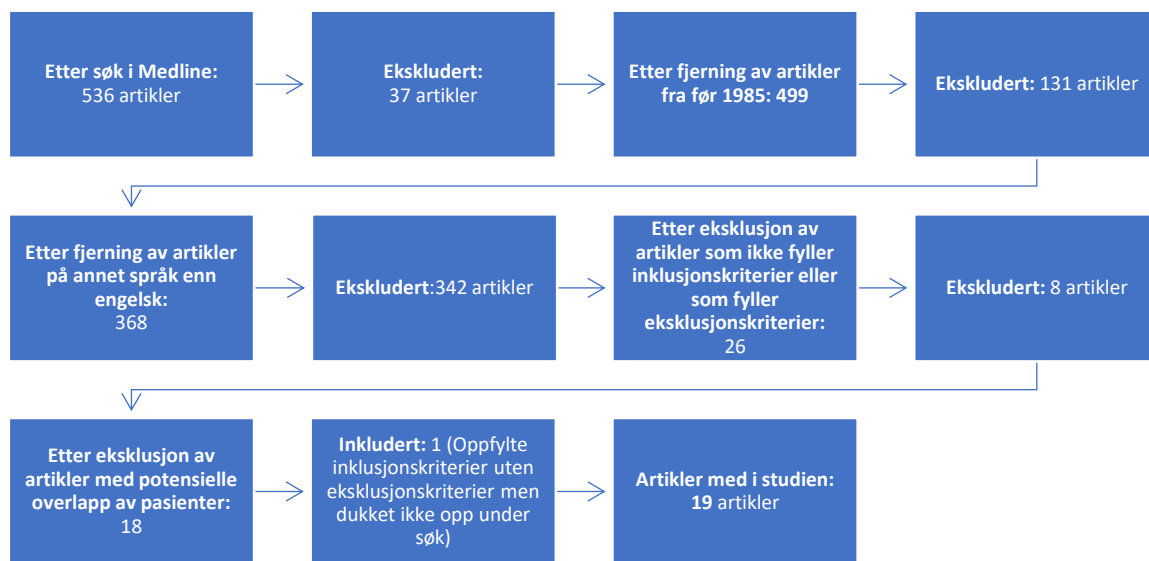 Etter søk i Medline:
536 artikler
Ekskludert:
37 artikler
Etter fjerning av artikler
fra før 1985: 499
Ekskludert: 131 artikler
Etter fjerning av artikler
på annet språk enn
engelsk:
368
Ekskludert:342 artikler
Etter eksklusjon av
artikler som ikke fyller
inklusjonskriterier eller
som fyller
eksklusjonskriterier:
26
Ekskludert: 8 artikler
Etter eksklusjon av
artikler med potensielle
overlapp av pasienter:
18
Inkludert: 1 (Oppfylte
inklusjonskriterier uten
eksklusjonskriterier men
dukket ikke opp under
søk)
Artikler med i studien:
19 artikler